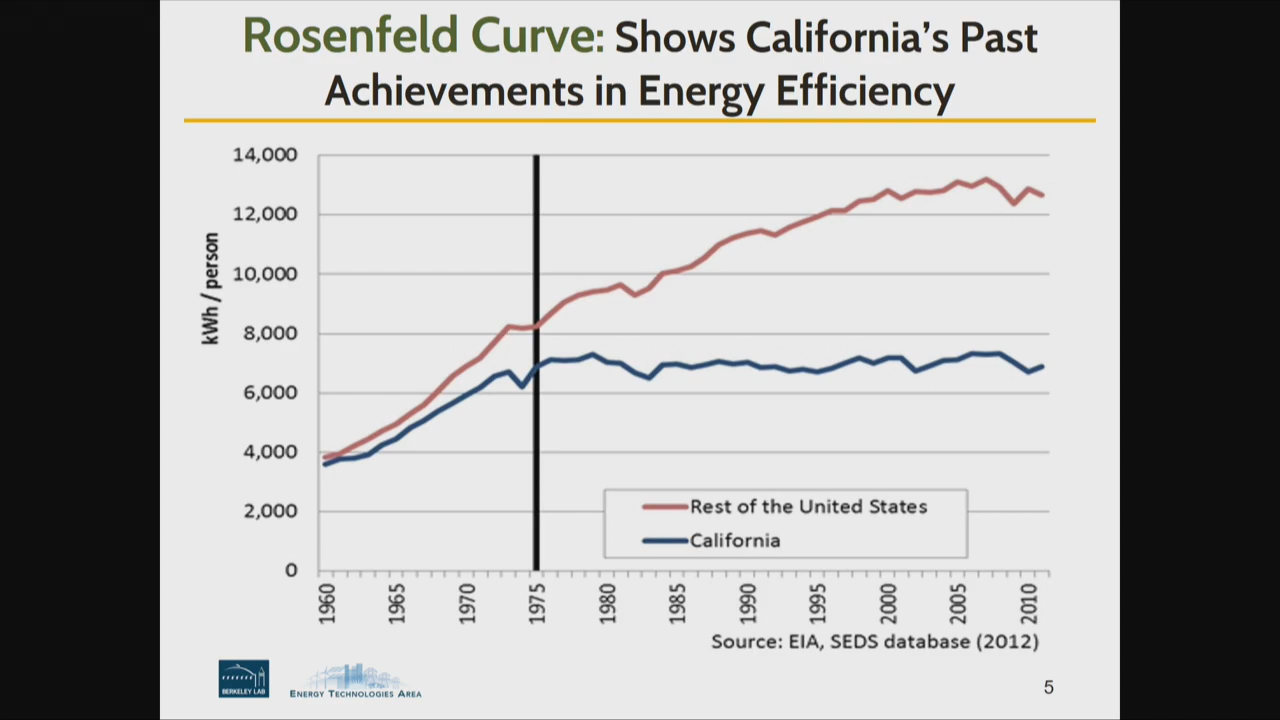 Rosenfeld Curve: Shows California's Past
Achievements in Energy Efficiency
14,000
12,000
10,000
8,000
6,000
4,000
2,000
0
kWh / person
Rest of the United States
California
1960
1965
1970
1975
1980
1985
1990
1995
2000
2005
2010
Source: EIA, SEDS database (2012)
BERKELEY LAB
ENERGY TECHNOLOGIES AREA
5